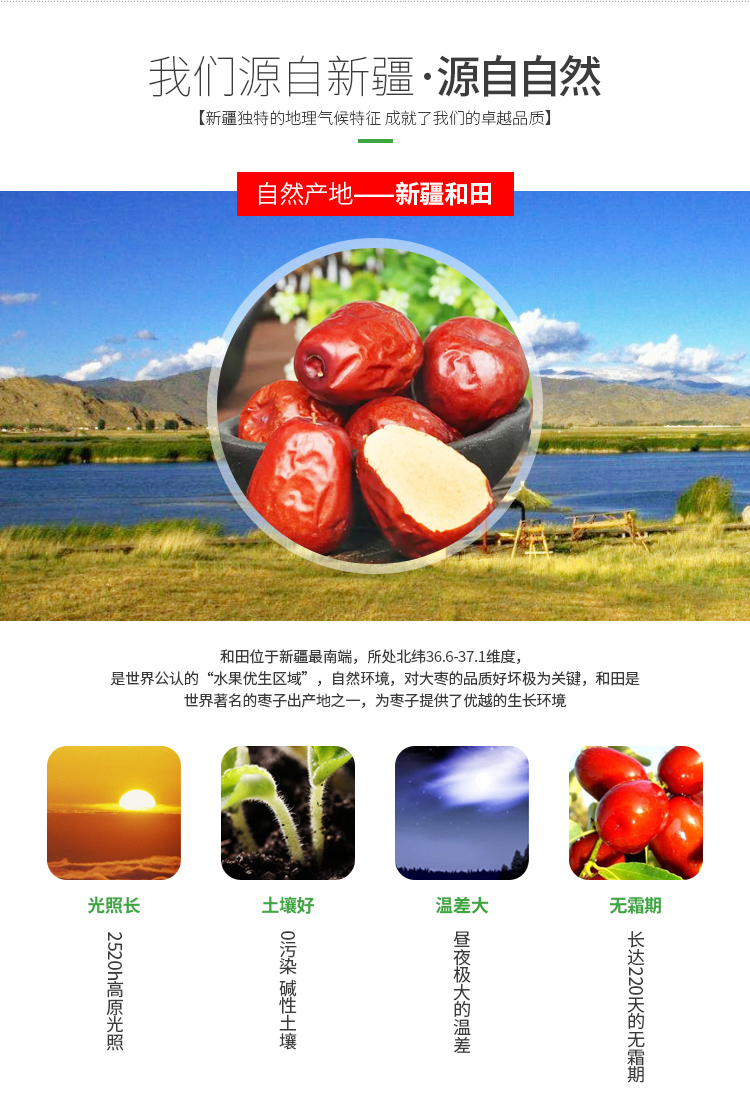 我们源自新疆·源自自然
【新疆独特的地理气候特征 成就了我们的卓越品质】
自然产地——新疆和田
和田位于新疆最南端，所处北纬36.6-37.1维度，
是世界公认的“水果优生区域”，自然环境，对大枣的品质好坏极为关键，和田是
世界著名的枣子出产地之一，为枣子提供了优越的生长环境
光照长
2520h高原光照
土壤好
0污染 碱性土壤
温差大
昼夜极大的温差
无霜期
长达220天的无霜期